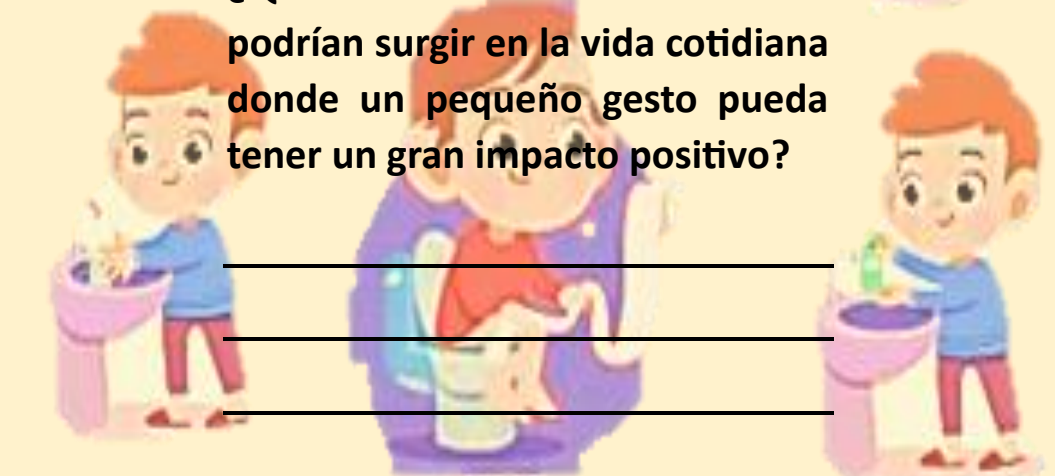 podrían surgir en la vida cotidiana
donde un pequeño gesto pueda
tener un gran impacto positivo?